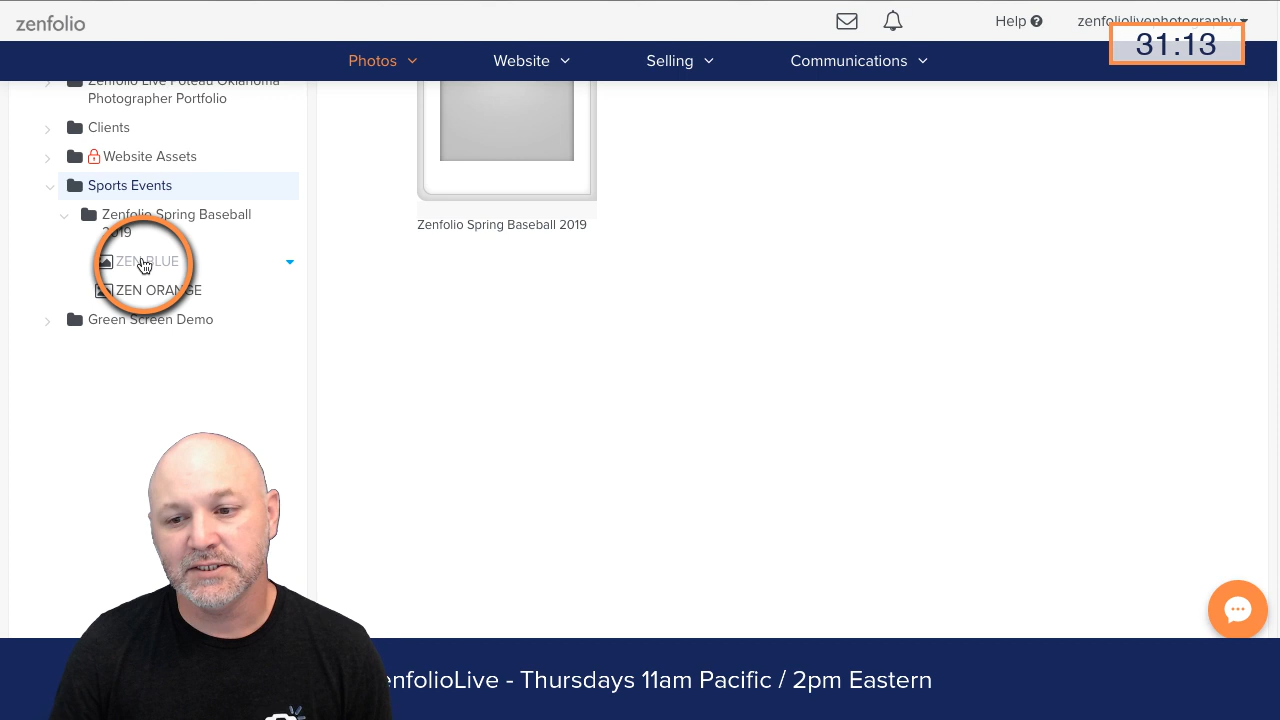 zenfolio
Help
zenfoliolivephotography
31:13
Photos
Website
Selling
Communications
Zenfolio Live Poteau Oklahoma
Photographer Portfolio
Clients
Website Assets
Sports Events
Zenfolio Spring Baseball
2019
ZEN BLUE
ZEN ORANGE
Green Screen Demo
Zenfolio Spring Baseball 2019
enfolioLive - Thursdays 11am Pacific / 2pm Eastern